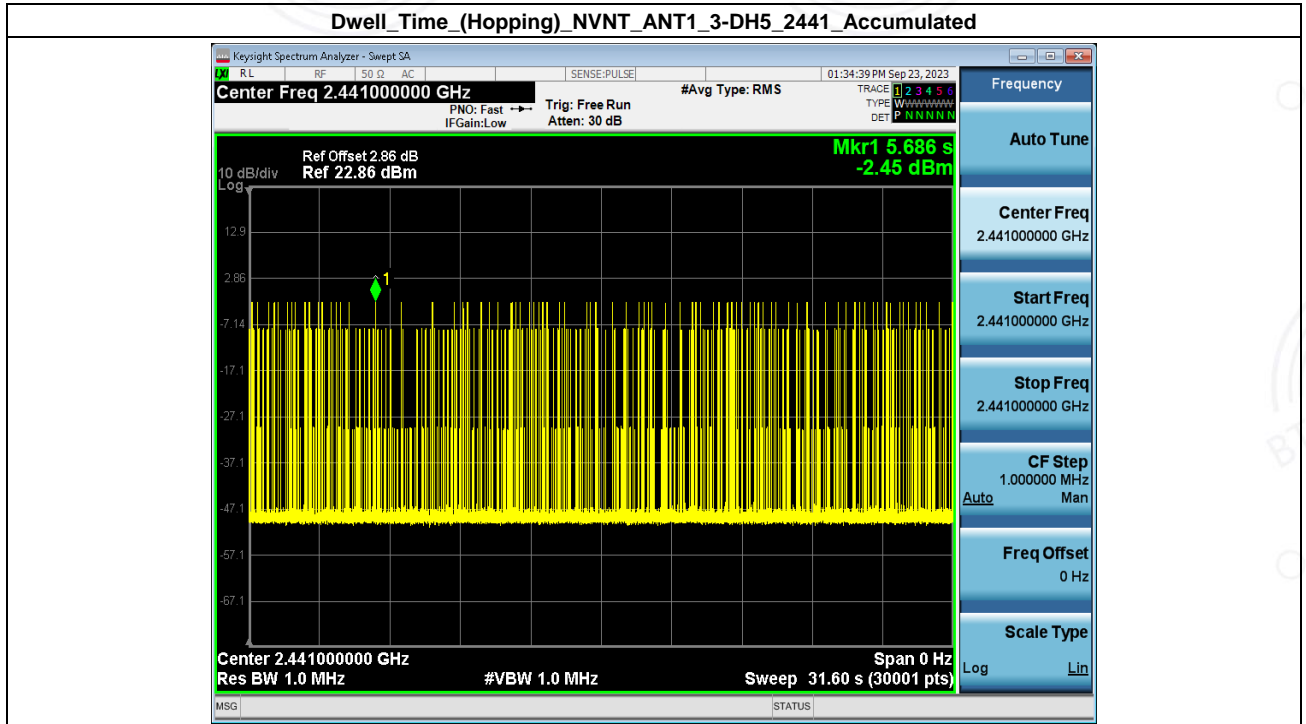 Dwell_Time_(Hopping)_NVNT_ANT1_3-DH5_2441_Accumulated
Keysight Spectrum Analyzer - Swept SA
LXI RL RF 50 Ω AC SENSE:PULSE 01:34:39 PM Sep 23, 2023
Center Freq 2.441000000 GHz
PNO: Fast
IFGain:Low
Trig: Free Run
Atten: 30 dB
#Avg Type: RMS
TRACE 1 2 3 4 5 6
TYPE WWWWWW
DET P N N N N N
Mkr1 5.686 s
-2.45 dBm
Ref Offset 2.86 dB
10 dB/div Ref 22.86 dBm
Log
1
12.9
2.86
-7.14
-17.1
-27.1
-37.1
-47.1
-57.1
-67.1
Center 2.441000000 GHz Span 0 Hz
Res BW 1.0 MHz #VBW 1.0 MHz Sweep 31.60 s (30001 pts)
MSG STATUS
Frequency
Auto Tune
Center Freq
2.441000000 GHz
Start Freq
2.441000000 GHz
Stop Freq
2.441000000 GHz
CF Step
1.000000 MHz
Auto Man
Freq Offset
0 Hz
Scale Type
Log Lin